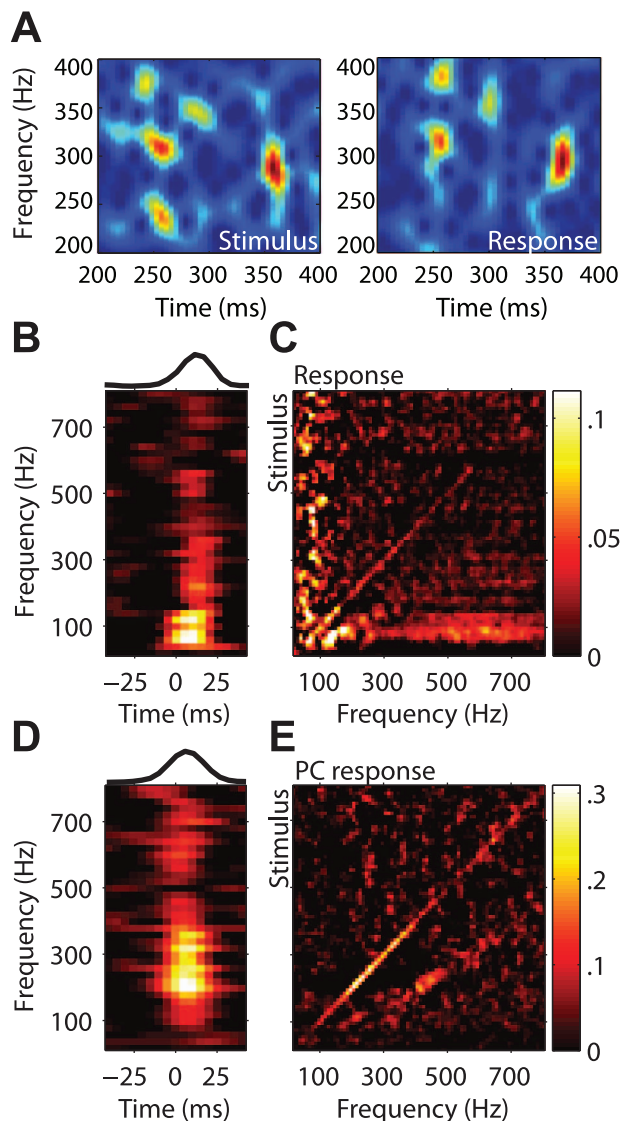 A
Frequency (Hz)
400
350
300
250
200
Stimulus
200 250 300 350 400
Time (ms)
400
350
300
250
200
Response
200 250 300 350 400
Time (ms)
B
Frequency (Hz)
700
500
300
100
−25 0 25
Time (ms)
C
Response
Stimulus
100 300 500 700
Frequency (Hz)
.1
.05
0
D
Frequency (Hz)
700
500
300
100
−25 0 25
Time (ms)
E
PC response
Stimulus
100 300 500 700
Frequency (Hz)
.3
.2
.1
0